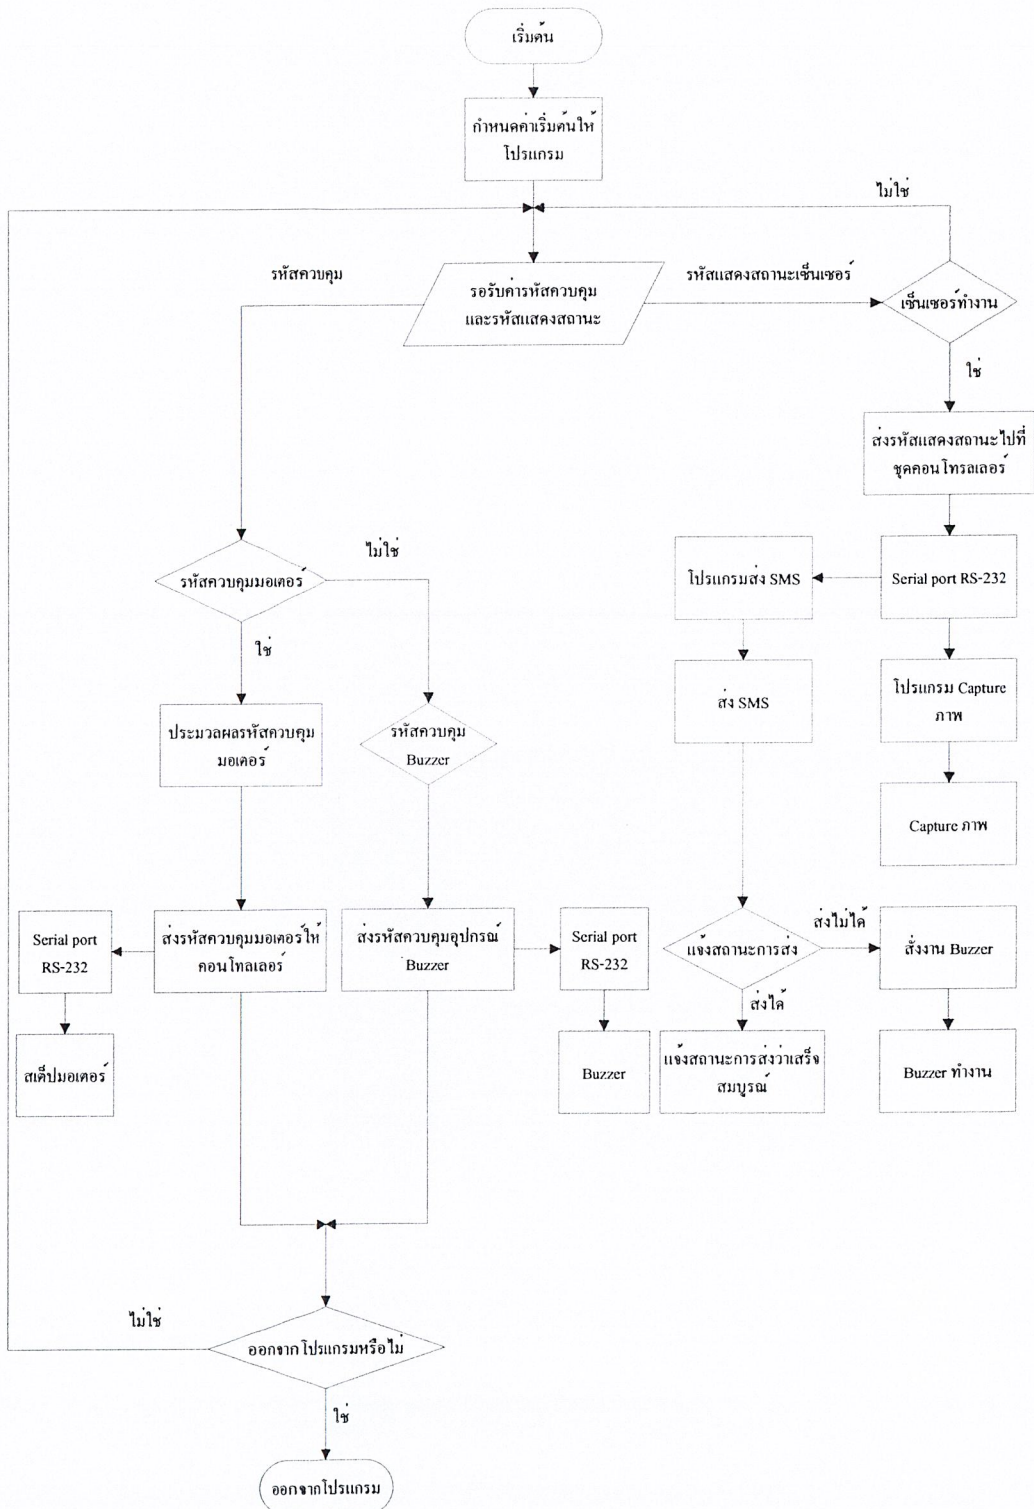 เริ่มต้น
กำหนดค่าเริ่มต้นให้
โปรแกรม
ไม่ใช่
รหัสควบคุม
รอรับค่ารหัสควบคุม
และรหัสแสดงสถานะ
รหัสแสดงสถานะเซ็นเซอร์
เซ็นเซอร์ทำงาน
ใช่
ส่งรหัสแสดงสถานะไปที่
ชุดคอนโทรลเลอร์
รหัสควบคุมมอเตอร์
ไม่ใช่
โปรแกรมส่ง SMS
Serial port RS-232
ใช่
ส่ง SMS
โปรแกรม Capture
ภาพ
ประมวลผลรหัสควบคุม
มอเตอร์
รหัสควบคุม
Buzzer
Capture ภาพ
Serial port
RS-232
ส่งรหัสควบคุมมอเตอร์ให้
คอนโทลเลอร์
ส่งรหัสควบคุมอุปกรณ์
Buzzer
Serial port
RS-232
แจ้งสถานะการส่ง
ส่งไม่ได้
สั่งงาน Buzzer
ส่งได้
สเต็ปมอเตอร์
Buzzer
แจ้งสถานะการส่งว่าเสร็จ
สมบูรณ์
Buzzer ทำงาน
ไม่ใช่
ออกจากโปรแกรมหรือไม่
ใช่
ออกจากโปรแกรม